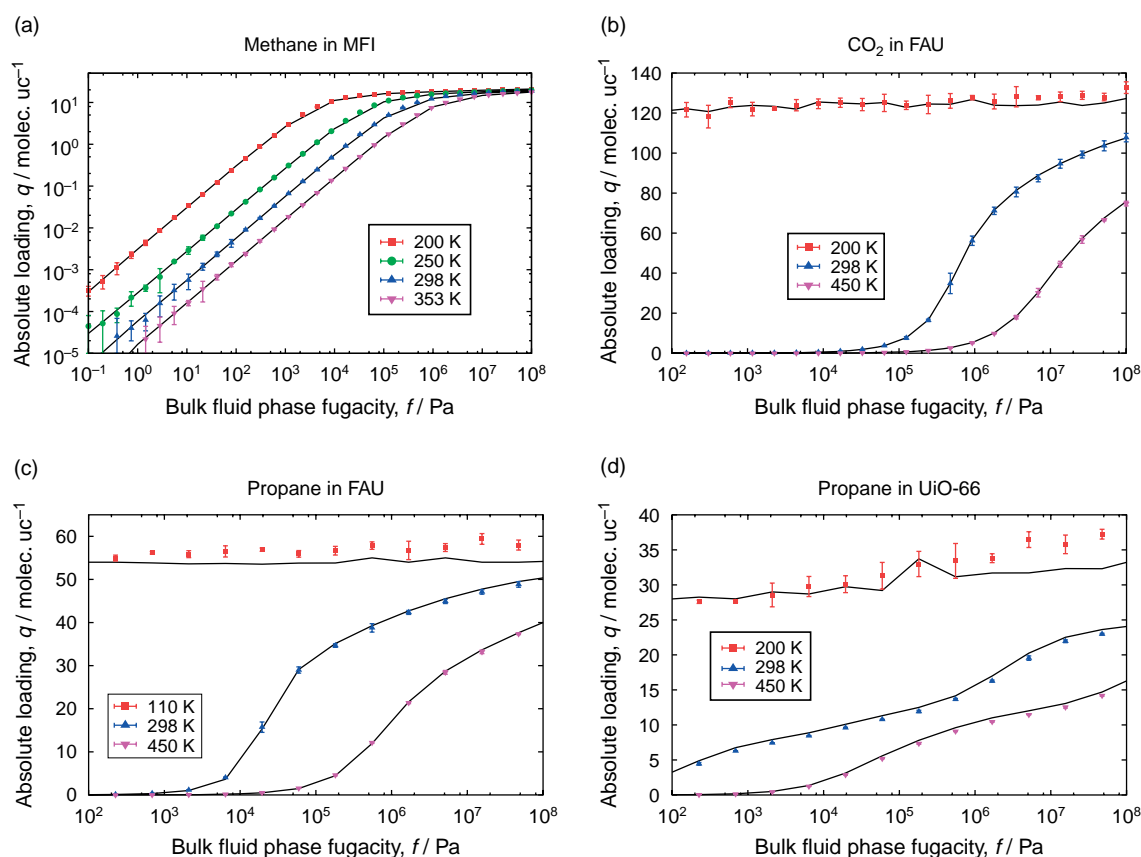 (a)
Methane in MFI
Absolute loading, q / molec. uc⁻¹
10¹
10⁰
10⁻¹
10⁻²
10⁻³
10⁻⁴
10⁻⁵
200 K
250 K
298 K
353 K
10⁻¹ 10⁰ 10¹ 10² 10³ 10⁴ 10⁵ 10⁶ 10⁷ 10⁸
Bulk fluid phase fugacity, f / Pa
(b)
CO₂ in FAU
Absolute loading, q / molec. uc⁻¹
140
120
100
80
60
40
20
0
200 K
298 K
450 K
10² 10³ 10⁴ 10⁵ 10⁶ 10⁷ 10⁸
Bulk fluid phase fugacity, f / Pa
(c)
Propane in FAU
Absolute loading, q / molec. uc⁻¹
60
50
40
30
20
10
0
110 K
298 K
450 K
10² 10³ 10⁴ 10⁵ 10⁶ 10⁷ 10⁸
Bulk fluid phase fugacity, f / Pa
(d)
Propane in UiO-66
Absolute loading, q / molec. uc⁻¹
40
35
30
25
20
15
10
5
0
200 K
298 K
450 K
10² 10³ 10⁴ 10⁵ 10⁶ 10⁷ 10⁸
Bulk fluid phase fugacity, f / Pa